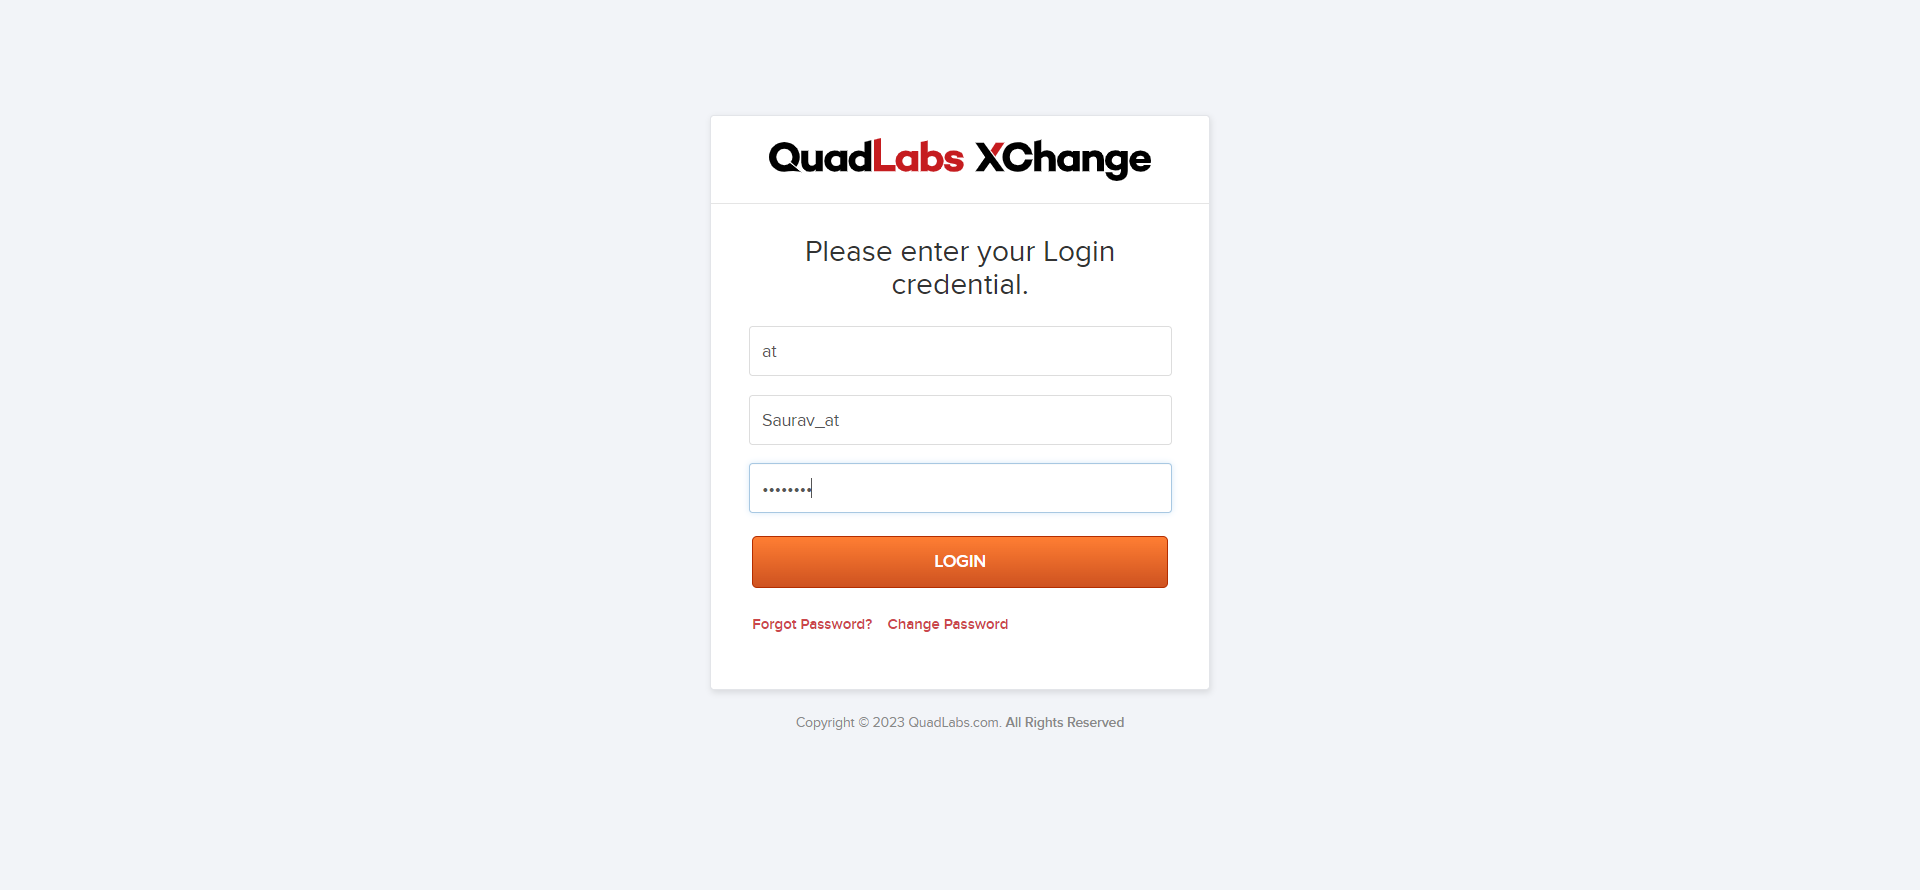 QuadLabs XChange
Please enter your Login
credential.
at
Saurav_at
••••••••
LOGIN
Forgot Password? Change Password
Copyright © 2023 QuadLabs.com. All Rights Reserved